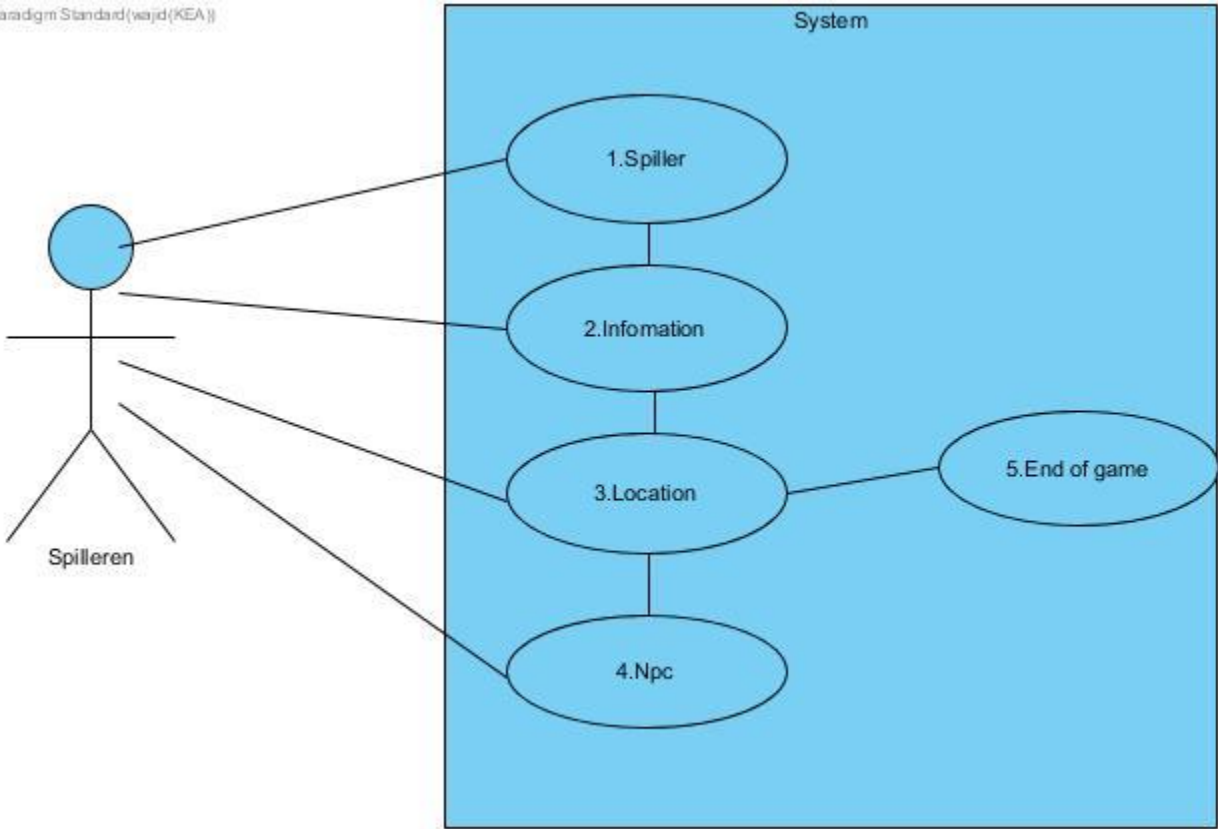 aradigm Standard(wajid(KEA))
System
1.Spiller
2.Infomation
3.Location
5.End of game
4.Npc
Spilleren